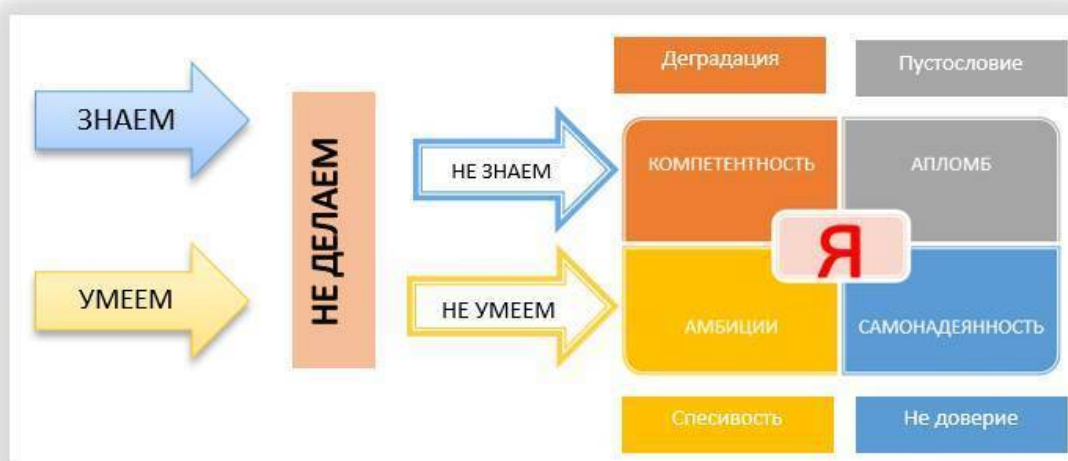 Деградация
Пустословие
ЗНАЕМ
НЕ ДЕЛАЕМ
НЕ ЗНАЕМ
КОМПЕТЕНТНОСТЬ
АПЛОМБ
Я
УМЕЕМ
НЕ УМЕЕМ
АМБИЦИИ
САМОНАДЕЯННОСТЬ
Спесивость
Не доверие